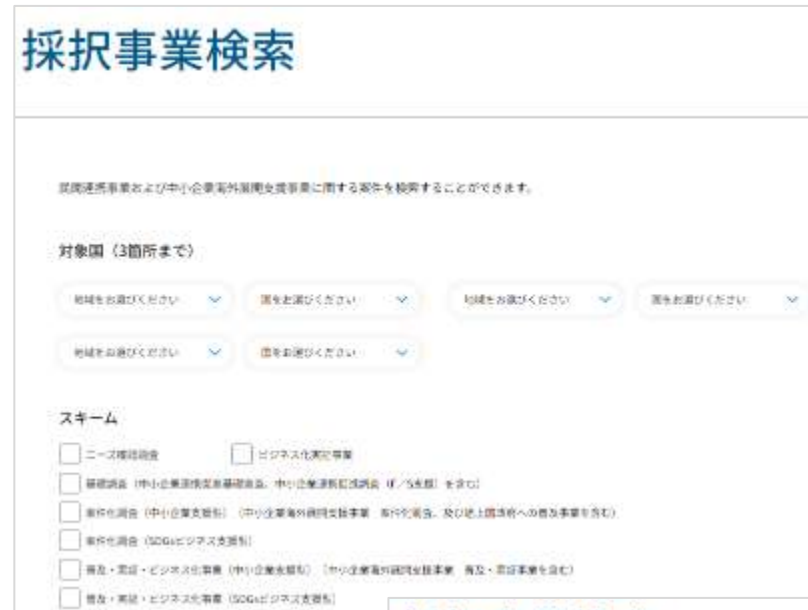 採択事業検索
民間連携事業および中小企業海外展開支援事業に関する案件を検索することができます。
対象国（3箇所まで）
地域をお選びください 国をお選びください 地域をお選びください 国をお選びください
地域をお選びください 国をお選びください
スキーム
ニーズ確認調査 ビジネス化実証事業
基礎調査（中小企業連携促進基礎調査、中小企業連携促進調査（F／S支援）を含む）
案件化調査（中小企業支援型）（中小企業海外展開支援事業 案件化調査、及び途上国政府への普及事業を含む）
案件化調査（SDGsビジネス支援型）
普及・実証・ビジネス化事業（中小企業支援型）（中小企業海外展開支援事業 普及・実証事業を含む）
普及・実証・ビジネス化事業（SDGsビジネス支援型）